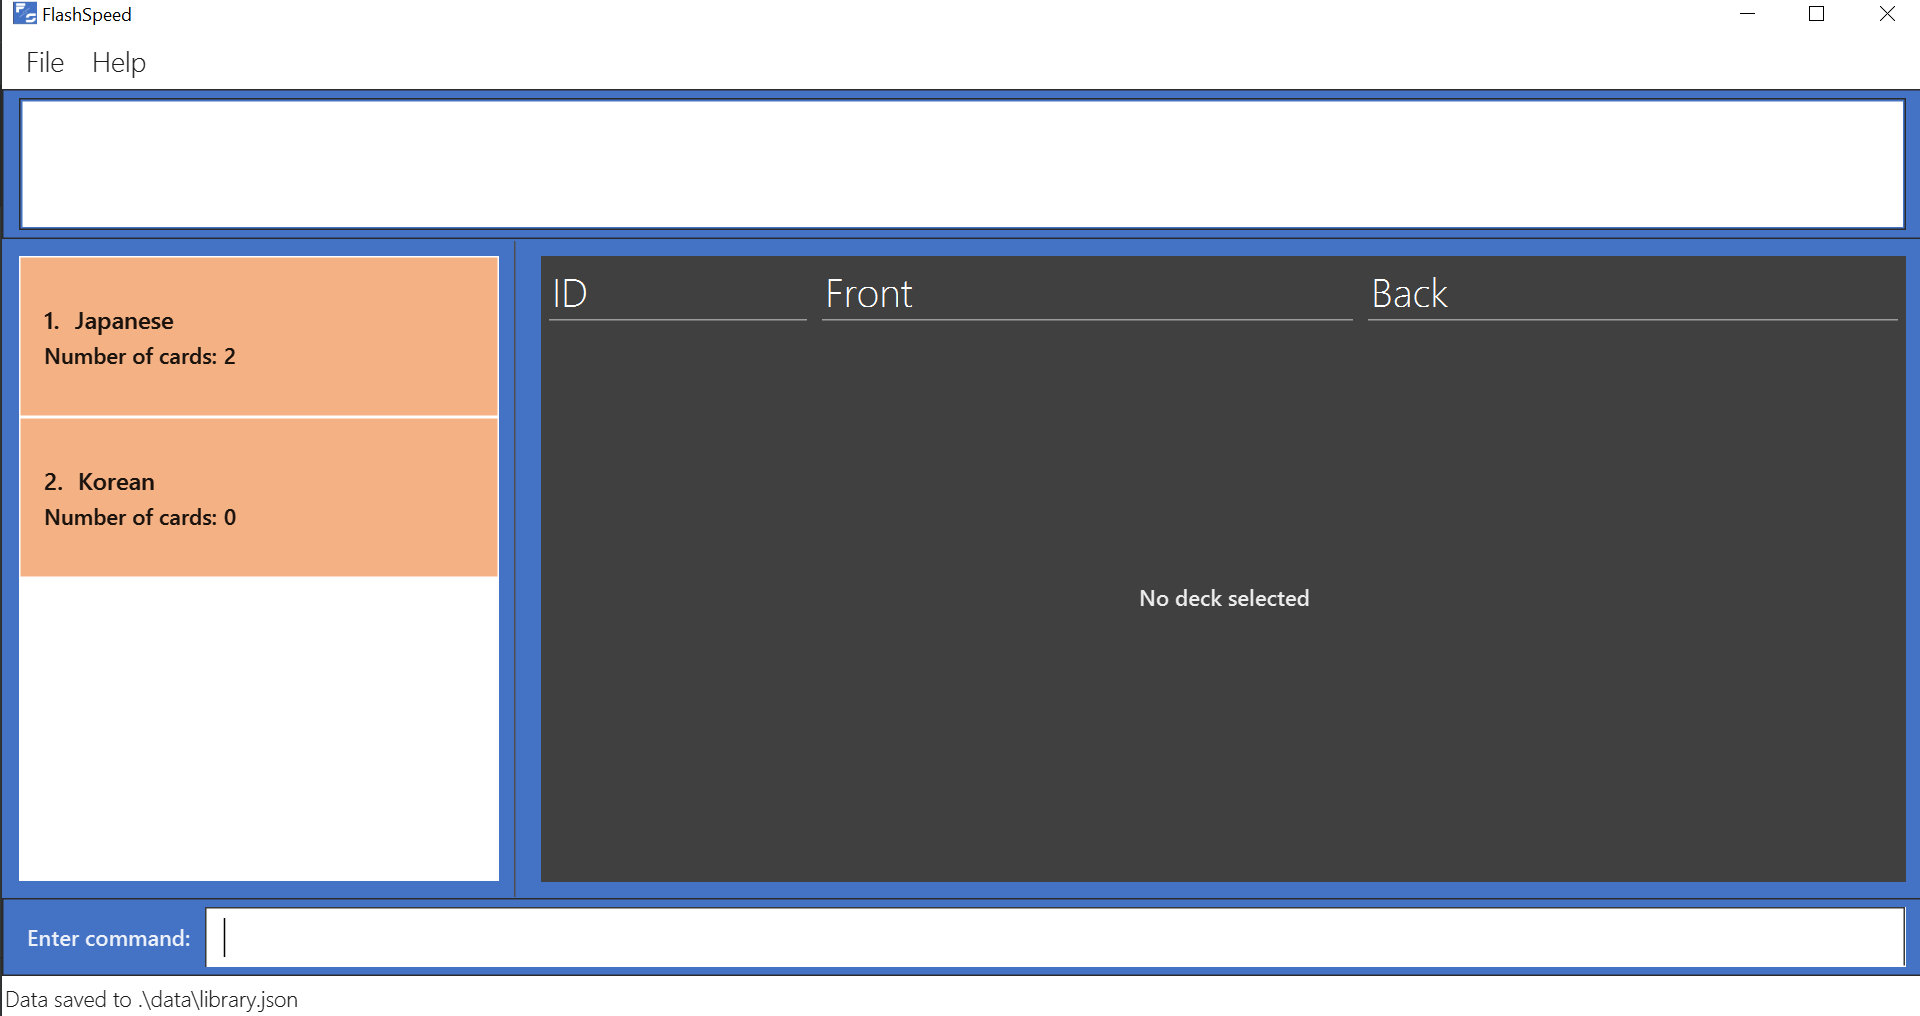 FlashSpeed
File Help
1. Japanese
Number of cards: 2
2. Korean
Number of cards: 0
ID Front Back
No deck selected
Enter command:
Data saved to .\data\library.json